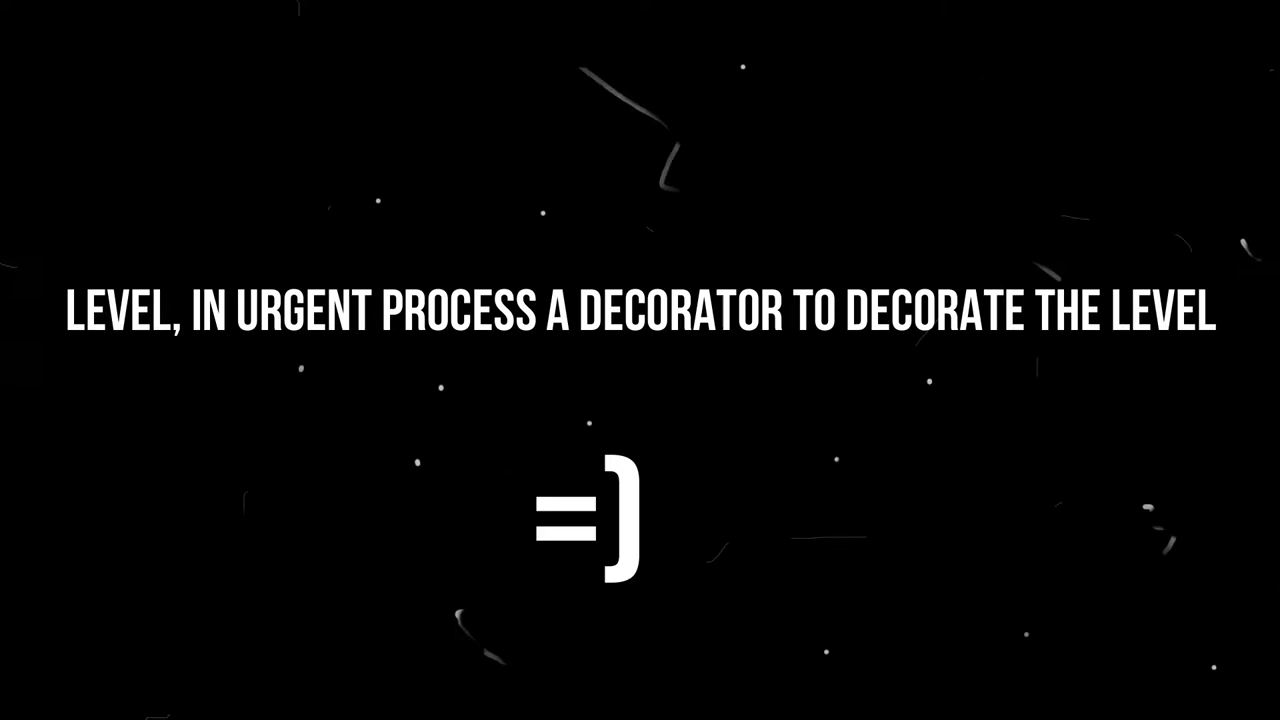 LEVEL, IN URGENT PROCESS A DECORATOR TO DECORATE THE LEVEL
=)